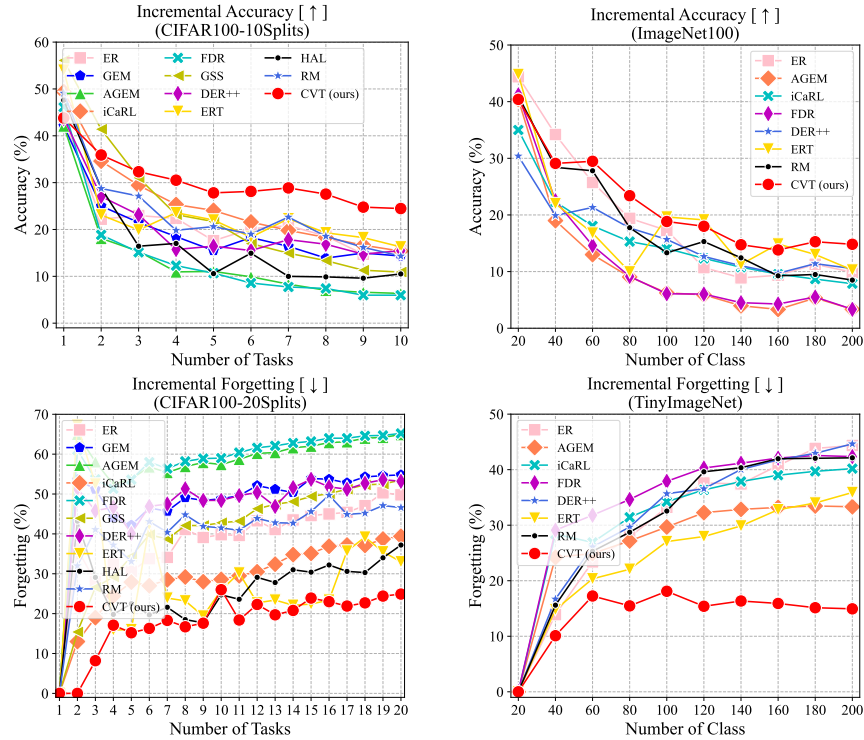 Incremental Accuracy [ ↑ ]
(CIFAR100-10Splits)
Accuracy (%)
60
50
40
30
20
10
0
ER
GEM
AGEM
iCaRL
FDR
GSS
DER++
ERT
HAL
RM
CVT (ours)
1 2 3 4 5 6 7 8 9 10
Number of Tasks
Incremental Accuracy [ ↑ ]
(ImageNet100)
Accuracy (%)
50
40
30
20
10
0
ER
AGEM
iCaRL
FDR
DER++
ERT
RM
CVT (ours)
20 40 60 80 100 120 140 160 180 200
Number of Class
Incremental Forgetting [ ↓ ]
(CIFAR100-20Splits)
Forgetting (%)
70
60
50
40
30
20
10
0
ER
GEM
AGEM
iCaRL
FDR
GSS
DER++
ERT
HAL
RM
CVT (ours)
1 2 3 4 5 6 7 8 9 10 11 12 13 14 15 16 17 18 19 20
Number of Tasks
Incremental Forgetting [ ↓ ]
(TinyImageNet)
Forgetting (%)
50
40
30
20
10
0
ER
AGEM
iCaRL
FDR
DER++
ERT
RM
CVT (ours)
20 40 60 80 100 120 140 160 180 200
Number of Class